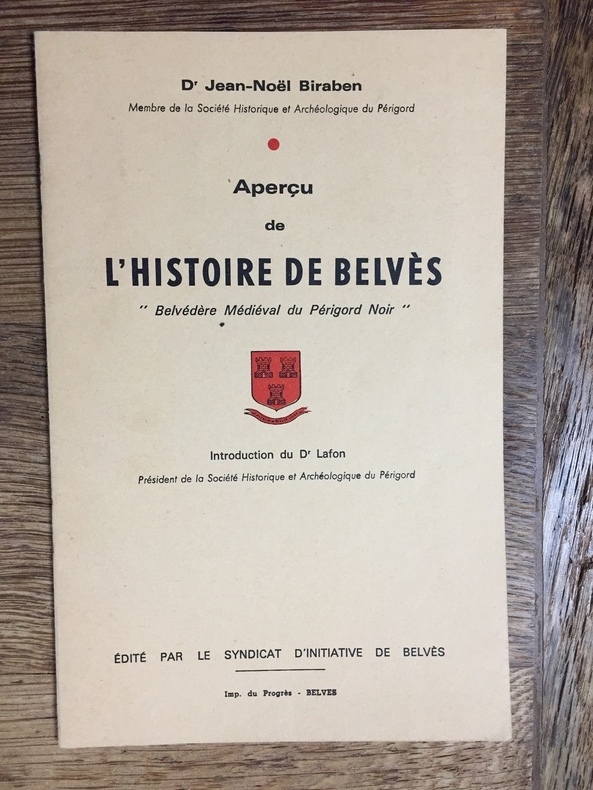 Dʳ Jean-Noël Biraben
Membre de la Société Historique et Archéologique du Périgord
Aperçu
de
L'HISTOIRE DE BELVÈS
" Belvédère Médiéval du Périgord Noir "
Introduction du Dʳ Lafon
Président de la Société Historique et Archéologique du Périgord
ÉDITÉ PAR LE SYNDICAT D'INITIATIVE DE BELVÈS
Imp. du Progrès - BELVES